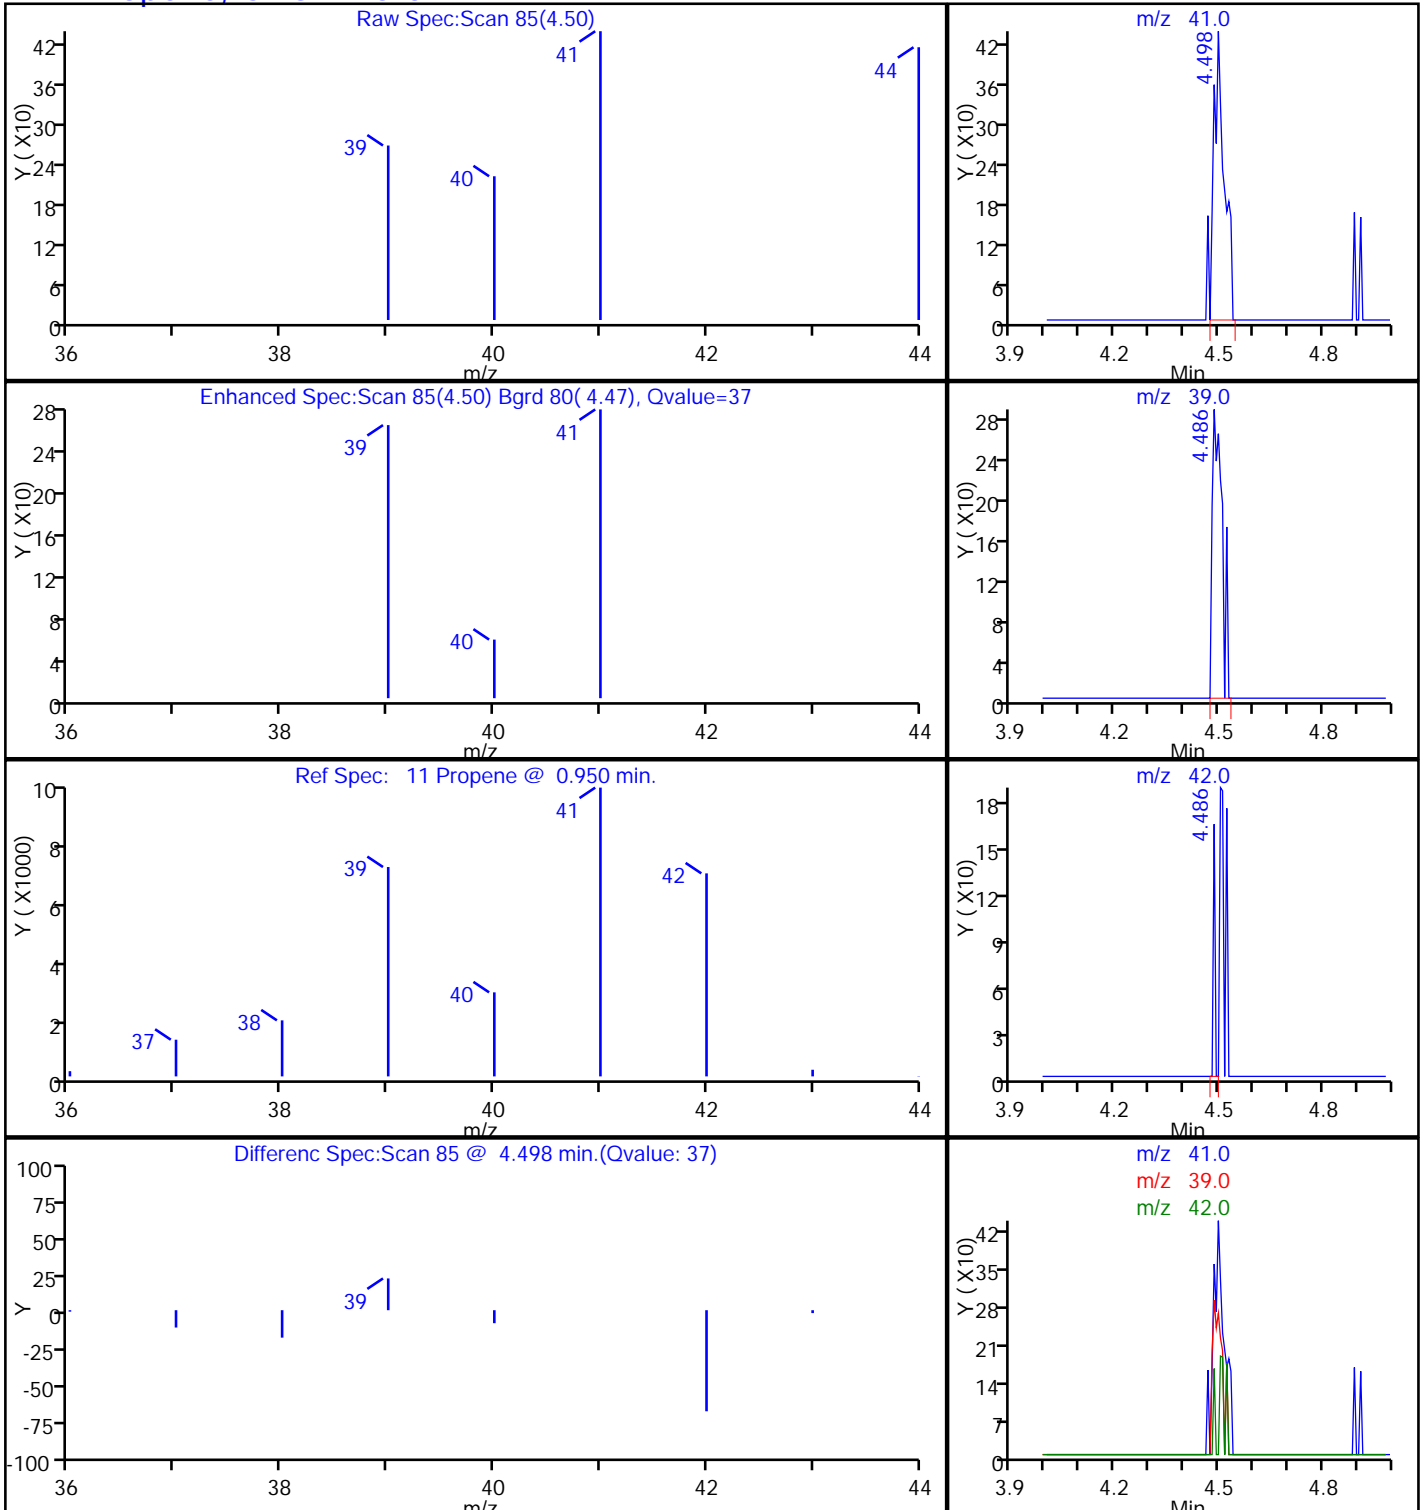 Raw Spec:Scan 85(4.50)
Y ( X10)
42
36
30
24
18
12
6
0
39
40
41
44
36 38 40 42 44
m/z
m/z 41.0
Y ( X10)
42
36
30
24
18
12
6
0
4.498
3.9 4.2 4.5 4.8
Min
Enhanced Spec:Scan 85(4.50) Bgrd 80( 4.47), Qvalue=37
Y ( X10)
28
24
20
16
12
8
4
0
39
40
41
36 38 40 42 44
m/z
m/z 39.0
Y ( X10)
28
24
20
16
12
8
4
0
4.486
3.9 4.2 4.5 4.8
Min
Ref Spec: 11 Propene @ 0.950 min.
Y ( X1000)
10
8
6
4
2
0
37
38
39
40
41
42
36 38 40 42 44
m/z
m/z 42.0
Y ( X10)
18
15
12
9
6
3
0
4.486
3.9 4.2 4.5 4.8
Min
Differenc Spec:Scan 85 @ 4.498 min.(Qvalue: 37)
Y
100
75
50
25
0
-25
-50
-75
-100
39
36 38 40 42 44
m/z
m/z 41.0
m/z 39.0
m/z 42.0
Y ( X10)
42
35
28
21
14
7
0
3.9 4.2 4.5 4.8
Min